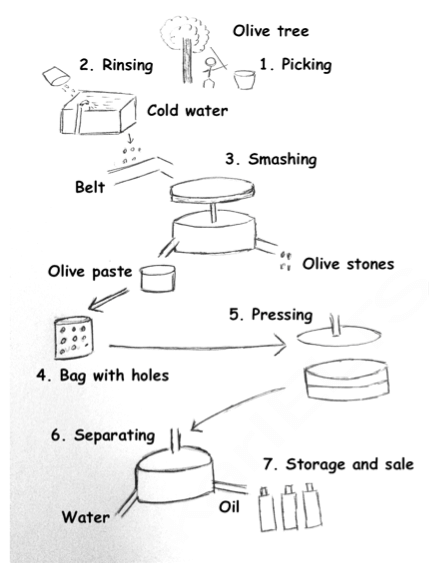 Olive tree
1. Picking
2. Rinsing
Cold water
3. Smashing
Belt
Olive stones
Olive paste
4. Bag with holes
5. Pressing
6. Separating
7. Storage and sale
Water
Oil